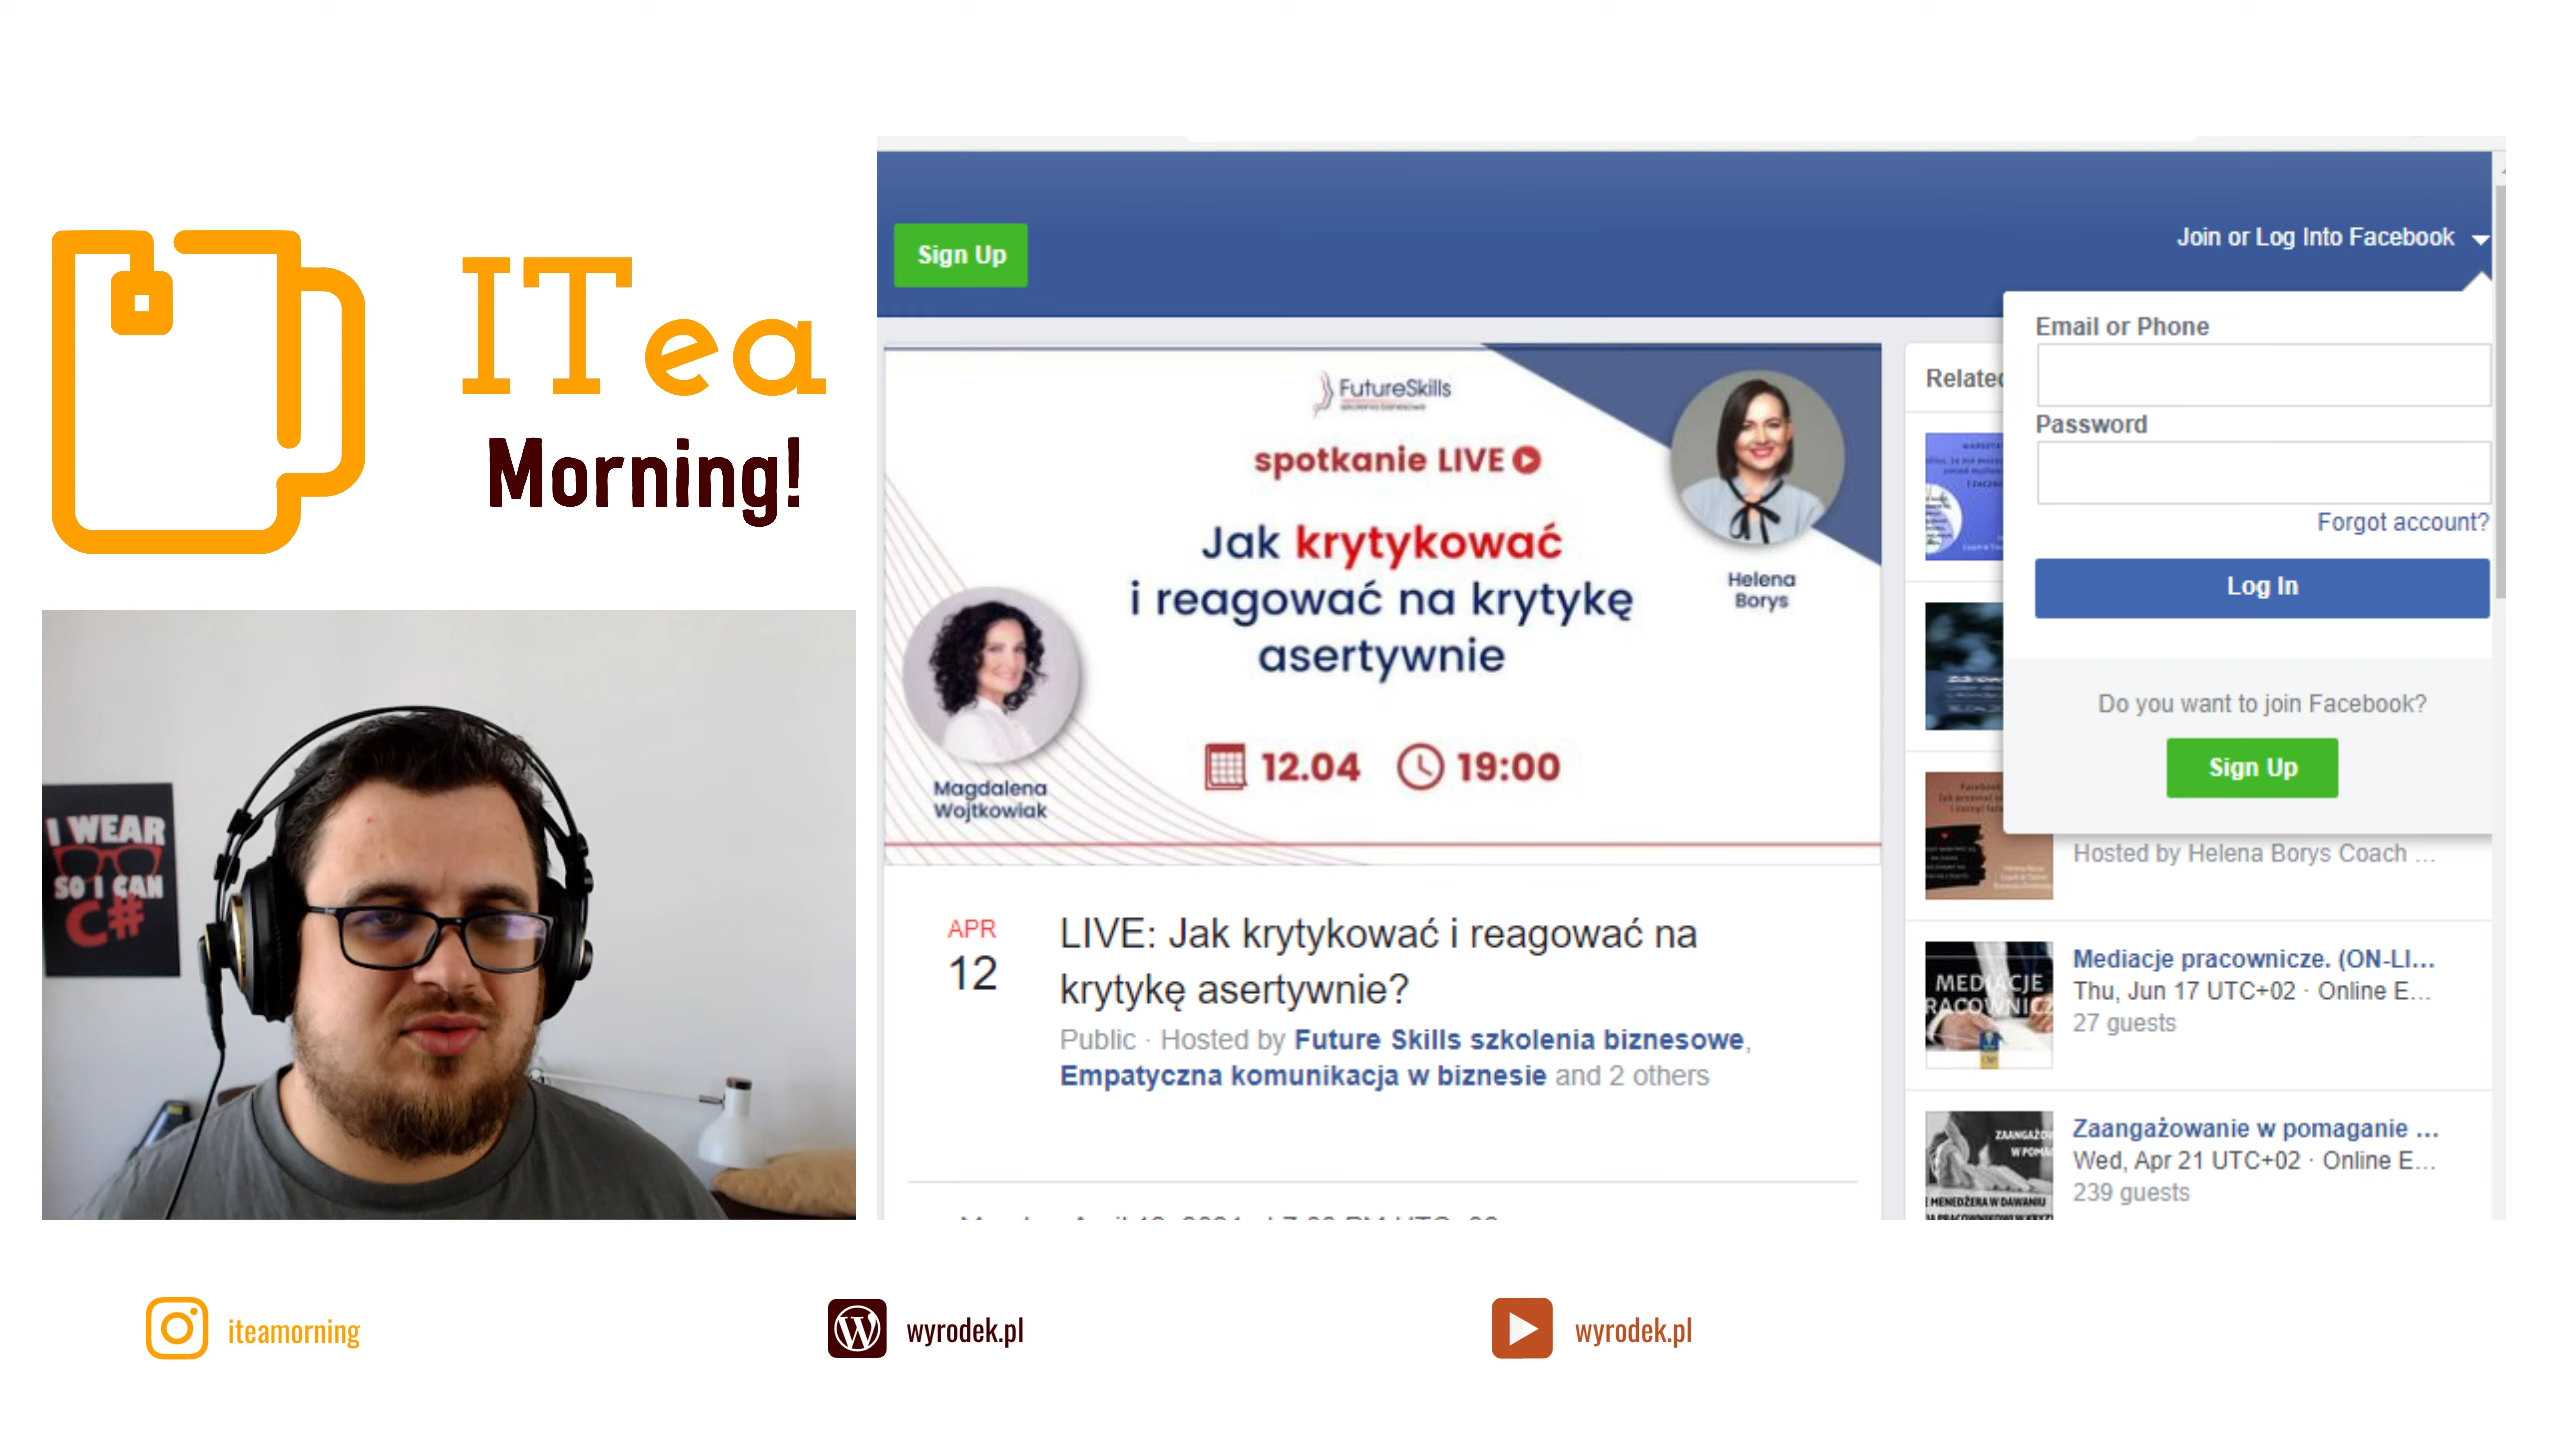 ITea
Morning!
I WEAR
SO I CAN
C#
Sign Up
Join or Log Into Facebook
Email or Phone
Password
Forgot account?
Log In
Do you want to join Facebook?
Sign Up
FutureSkills
szkolenia biznesowe
spotkanie LIVE
Jak krytykować
i reagować na krytykę
asertywnie
Helena
Borys
Magdalena
Wojtkowiak
12.04
19:00
APR
12
LIVE: Jak krytykować i reagować na
krytykę asertywnie?
Public · Hosted by Future Skills szkolenia biznesowe,
Empatyczna komunikacja w biznesie and 2 others
Hosted by Helena Borys Coach ...
MEDIACJE
Mediacje pracownicze. (ON-LI...
Thu, Jun 17 UTC+02 · Online E...
27 guests
Zaangażowanie w pomaganie ...
Wed, Apr 21 UTC+02 · Online E...
239 guests
iteamorning
wyrodek.pl
wyrodek.pl